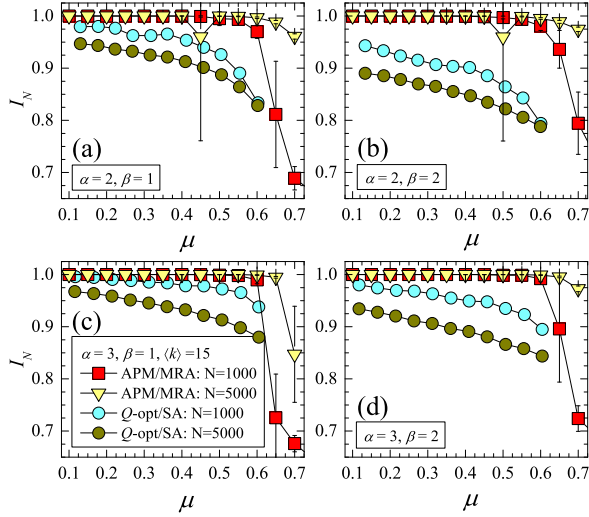 1.0
0.9
0.8
0.7
I_N
(a)
α = 2, β = 1
0.1 0.2 0.3 0.4 0.5 0.6 0.7
μ
1.0
0.9
0.8
0.7
I_N
(b)
α = 2, β = 2
0.1 0.2 0.3 0.4 0.5 0.6 0.7
μ
1.0
0.9
0.8
0.7
I_N
(c)
α = 3, β = 1, ⟨k⟩ =15
APM/MRA: N=1000
APM/MRA: N=5000
Q-opt/SA: N=1000
Q-opt/SA: N=5000
0.1 0.2 0.3 0.4 0.5 0.6 0.7
μ
1.0
0.9
0.8
0.7
I_N
(d)
α = 3, β = 2
0.1 0.2 0.3 0.4 0.5 0.6 0.7
μ